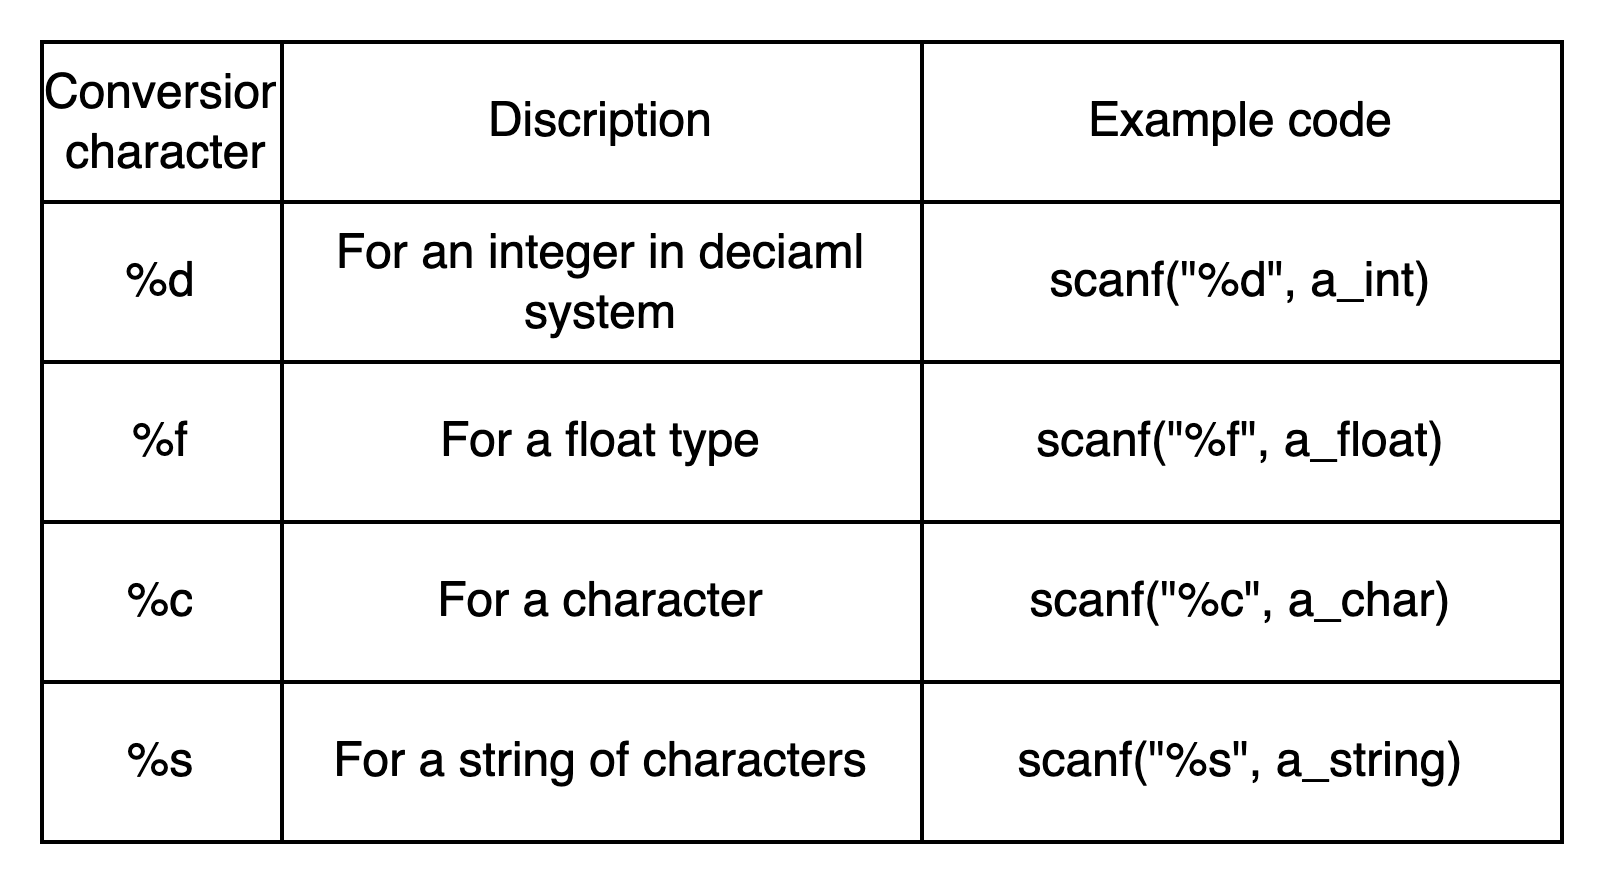 Conversior
character
Discription
Example code
%d
For an integer in deciaml
system
scanf("%d", a_int)
%f
For a float type
scanf("%f", a_float)
%c
For a character
scanf("%c", a_char)
%s
For a string of characters
scanf("%s", a_string)